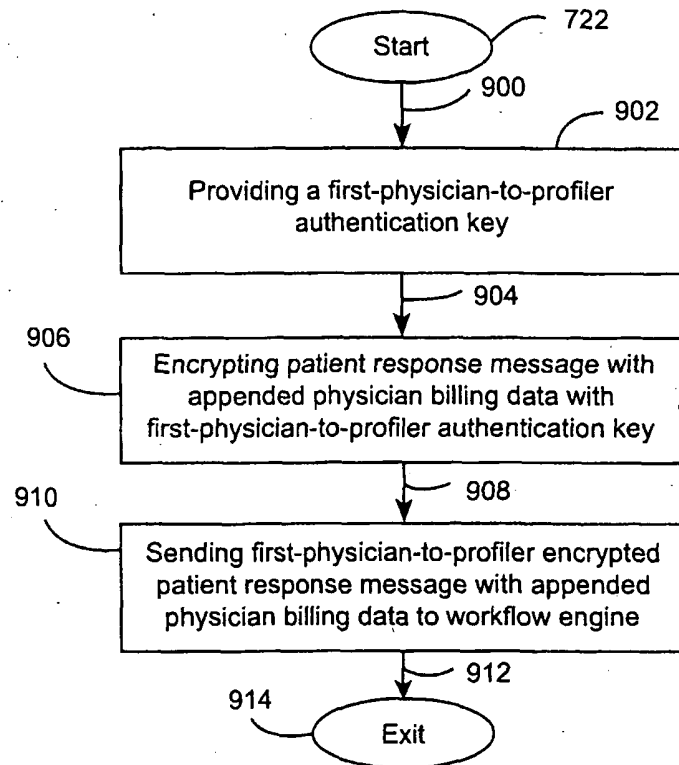 Start
722
900
902
Providing a first-physician-to-profiler
authentication key
904
906
Encrypting patient response message with
appended physician billing data with
first-physician-to-profiler authentication key
908
910
Sending first-physician-to-profiler encrypted
patient response message with appended
physician billing data to workflow engine
912
914
Exit